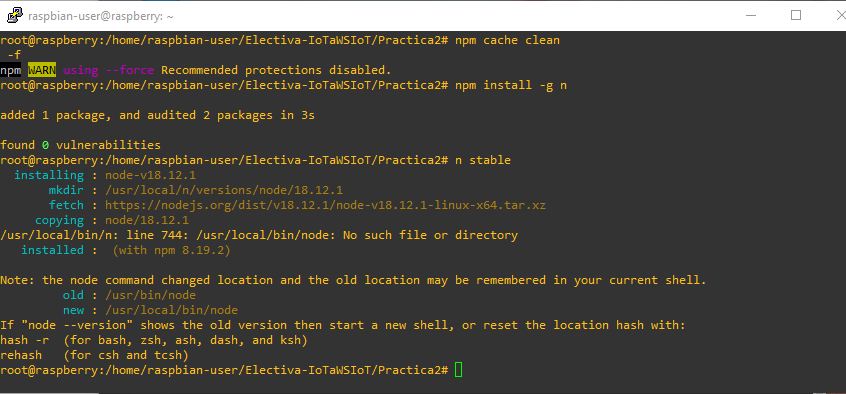 raspbian-user@raspberry: ~
root@raspberry:/home/raspbian-user/Electiva-IoTaWSIoT/Practica2# npm cache clean
-f
npm WARN using --force Recommended protections disabled.
root@raspberry:/home/raspbian-user/Electiva-IoTaWSIoT/Practica2# npm install -g n
added 1 package, and audited 2 packages in 3s
found 0 vulnerabilities
root@raspberry:/home/raspbian-user/Electiva-IoTaWSIoT/Practica2# n stable
installing : node-v18.12.1
mkdir : /usr/local/n/versions/node/18.12.1
fetch : https://nodejs.org/dist/v18.12.1/node-v18.12.1-linux-x64.tar.xz
copying : node/18.12.1
/usr/local/bin/n: line 744: /usr/local/bin/node: No such file or directory
installed :  (with npm 8.19.2)
Note: the node command changed location and the old location may be remembered in your current shell.
old : /usr/bin/node
new : /usr/local/bin/node
If "node --version" shows the old version then start a new shell, or reset the location hash with:
hash -r  (for bash, zsh, ash, dash, and ksh)
rehash   (for csh and tcsh)
root@raspberry:/home/raspbian-user/Electiva-IoTaWSIoT/Practica2#